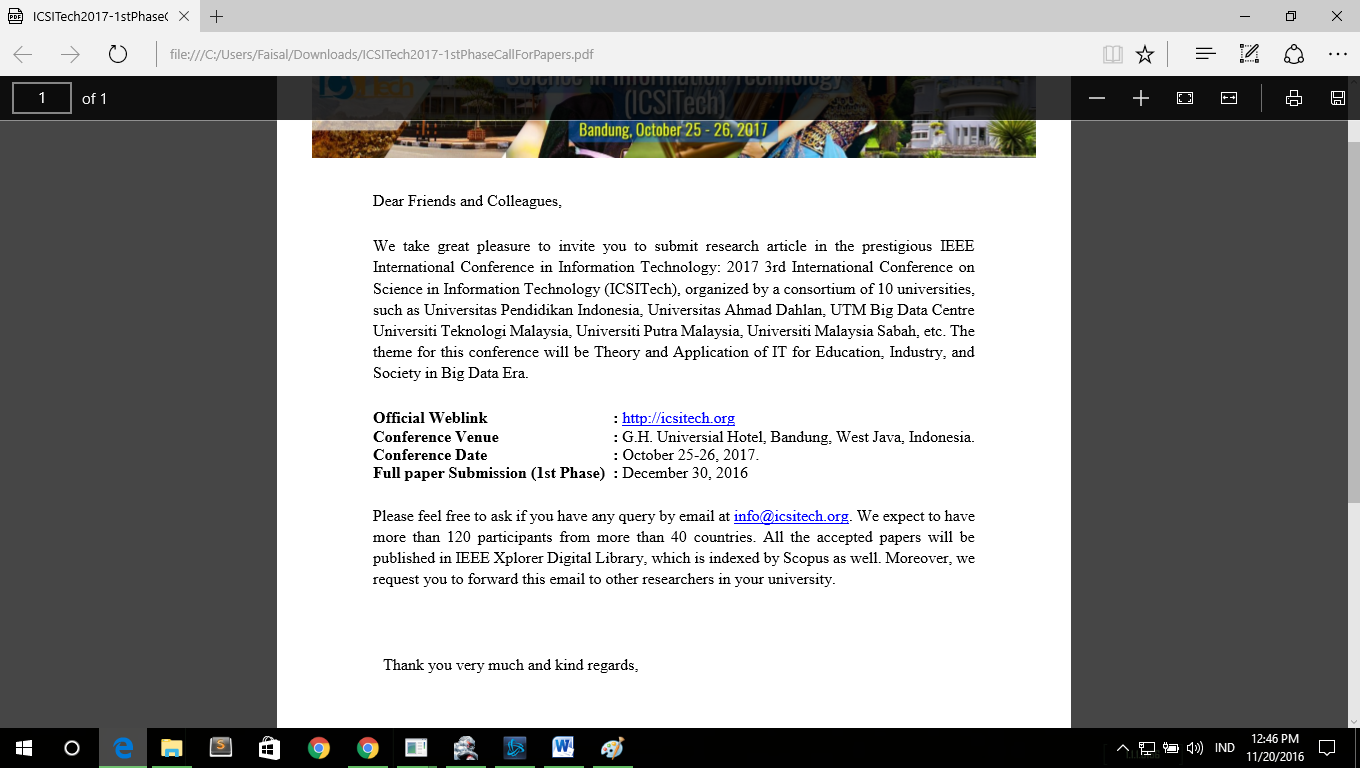 ICSITech2017-1stPhaseC
file:///C:/Users/Faisal/Downloads/ICSITech2017-1stPhaseCallForPapers.pdf
1 of 1
Science in Information Technology
(ICSITech)
Bandung, October 25 - 26, 2017
Dear Friends and Colleagues,
We take great pleasure to invite you to submit research article in the prestigious IEEE
International Conference in Information Technology: 2017 3rd International Conference on
Science in Information Technology (ICSITech), organized by a consortium of 10 universities,
such as Universitas Pendidikan Indonesia, Universitas Ahmad Dahlan, UTM Big Data Centre
Universiti Teknologi Malaysia, Universiti Putra Malaysia, Universiti Malaysia Sabah, etc. The
theme for this conference will be Theory and Application of IT for Education, Industry, and
Society in Big Data Era.
Official Weblink : http://icsitech.org
Conference Venue : G.H. Universial Hotel, Bandung, West Java, Indonesia.
Conference Date : October 25-26, 2017.
Full paper Submission (1st Phase) : December 30, 2016
Please feel free to ask if you have any query by email at info@icsitech.org. We expect to have
more than 120 participants from more than 40 countries. All the accepted papers will be
published in IEEE Xplorer Digital Library, which is indexed by Scopus as well. Moreover, we
request you to forward this email to other researchers in your university.
Thank you very much and kind regards,
IND
12:46 PM
11/20/2016